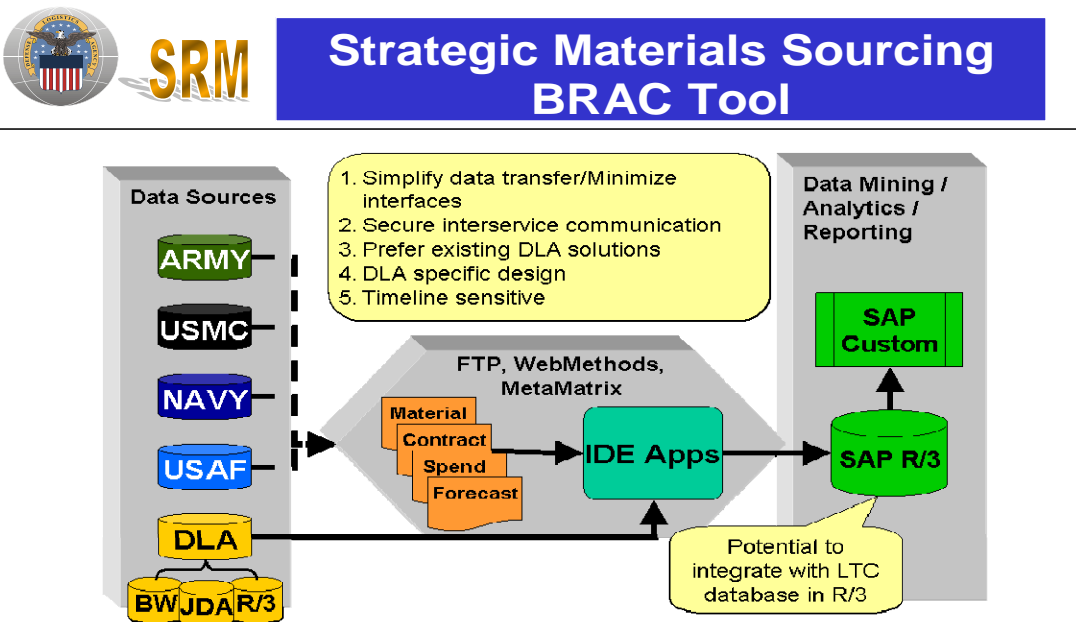 DEFENSE LOGISTICS AGENCY
SRM
Strategic Materials Sourcing
BRAC Tool
Data Sources
ARMY
USMC
NAVY
USAF
DLA
BW
JDA
R/3
1. Simplify data transfer/Minimize
interfaces
2. Secure interservice communication
3. Prefer existing DLA solutions
4. DLA specific design
5. Timeline sensitive
FTP, WebMethods,
MetaMatrix
Material
Contract
Spend
Forecast
IDE Apps
Data Mining /
Analytics /
Reporting
SAP
Custom
SAP R/3
Potential to
integrate with LTC
database in R/3